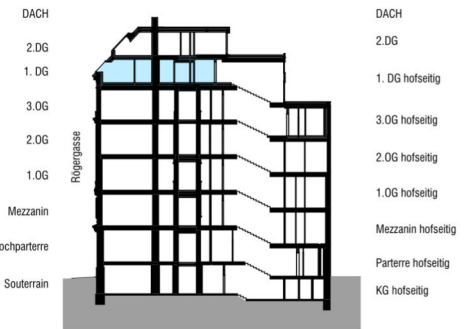 DACH
2.DG
1. DG
3.OG
2.OG
1.OG
Mezzanin
ochparterre
Souterrain
Rögergasse
DACH
2.DG
1. DG hofseitig
3.OG hofseitig
2.OG hofseitig
1.OG hofseitig
Mezzanin hofseitig
Parterre hofseitig
KG hofseitig